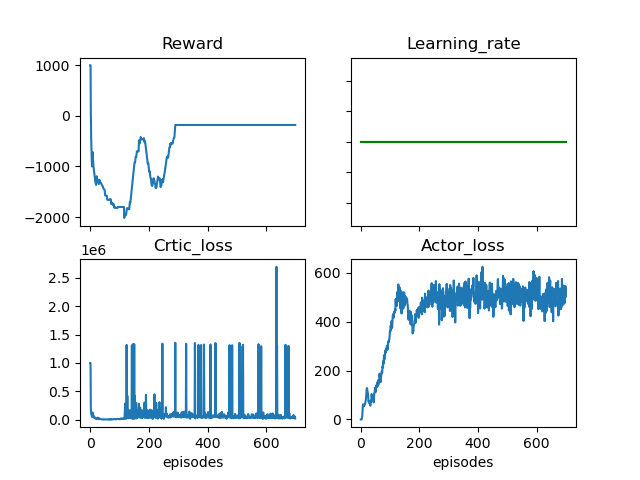 Reward
Learning_rate
1000
0
−1000
−2000
1e6
Crtic_loss
Actor_loss
2.5
2.0
1.5
1.0
0.5
0.0
600
400
200
0
0 200 400 600
0 200 400 600
episodes
episodes